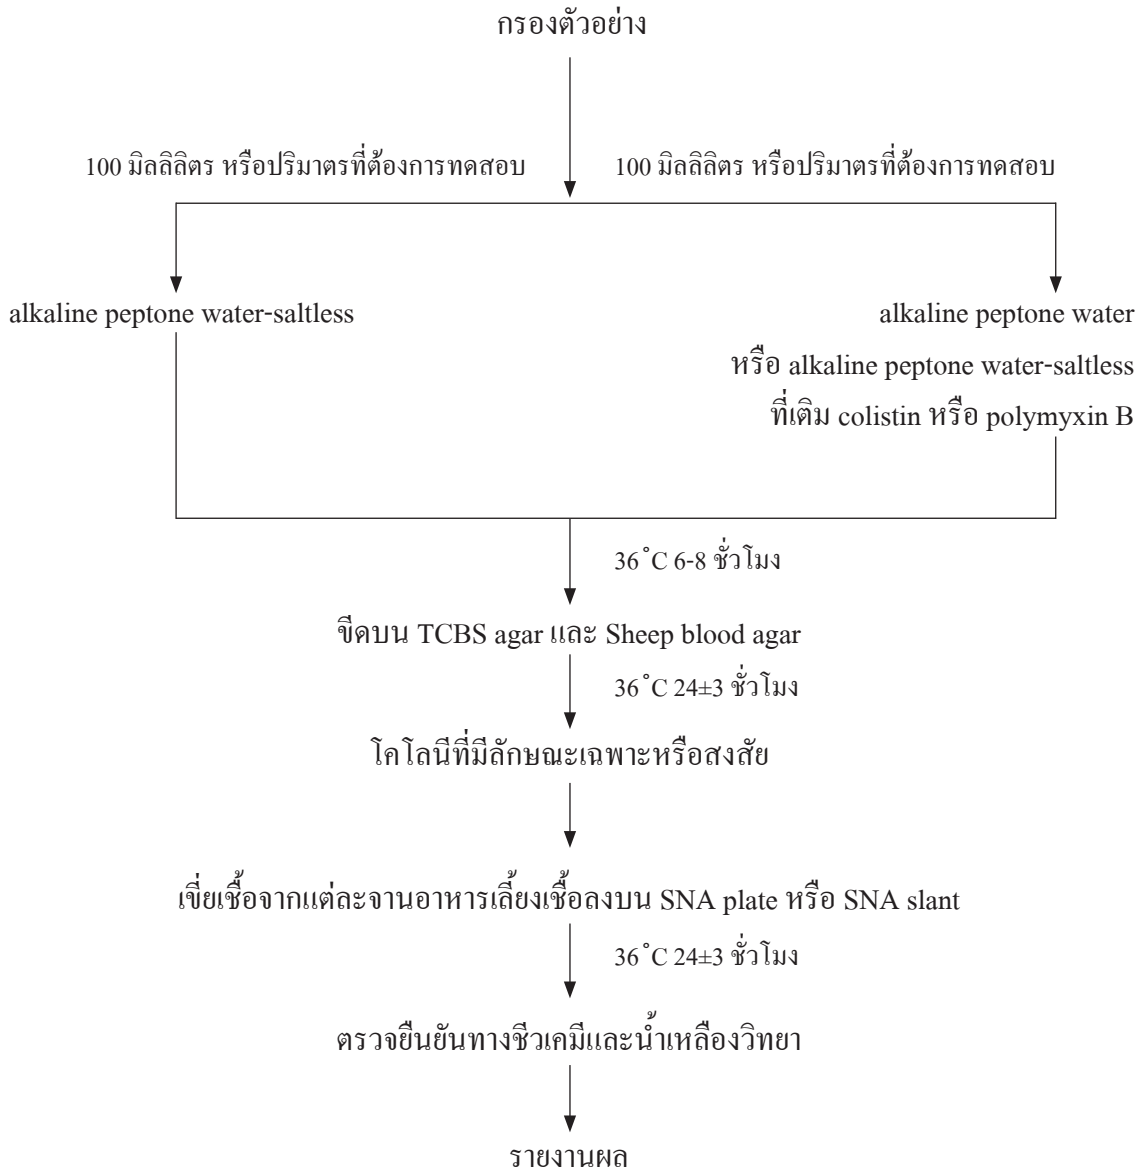 กรองตัวอย่าง
100 มิลลิลิตร หรือปริมาตรที่ต้องการทดสอบ
100 มิลลิลิตร หรือปริมาตรที่ต้องการทดสอบ
alkaline peptone water-saltless
alkaline peptone water
หรือ alkaline peptone water-saltless
ที่เติม colistin หรือ polymyxin B
36 ̊C 6-8 ชั่วโมง
ขีดบน TCBS agar และ Sheep blood agar
36 ̊C 24±3 ชั่วโมง
โคโลนีที่มีลักษณะเฉพาะหรือสงสัย
เขี่ยเชื้อจากแต่ละจานอาหารเลี้ยงเชื้อลงบน SNA plate หรือ SNA slant
36 ̊C 24±3 ชั่วโมง
ตรวจยืนยันทางชีวเคมีและน้ำเหลืองวิทยา
รายงานผล